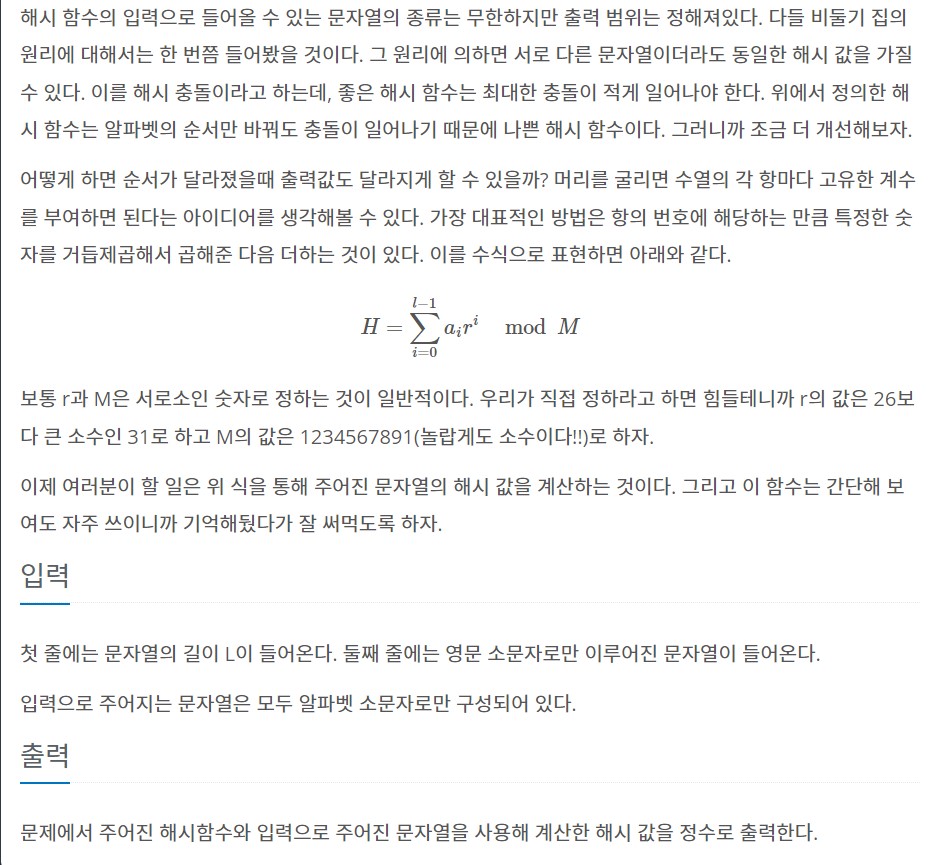 해시 함수의 입력으로 들어올 수 있는 문자열의 종류는 무한하지만 출력 범위는 정해져있다. 다들 비둘기 집의
원리에 대해서는 한 번쯤 들어봤을 것이다. 그 원리에 의하면 서로 다른 문자열이더라도 동일한 해시 값을 가질
수 있다. 이를 해시 충돌이라고 하는데, 좋은 해시 함수는 최대한 충돌이 적게 일어나야 한다. 위에서 정의한 해
시 함수는 알파벳의 순서만 바꿔도 충돌이 일어나기 때문에 나쁜 해시 함수이다. 그러니까 조금 더 개선해보자.
어떻게 하면 순서가 달라졌을때 출력값도 달라지게 할 수 있을까? 머리를 굴리면 수열의 각 항마다 고유한 계수
를 부여하면 된다는 아이디어를 생각해볼 수 있다. 가장 대표적인 방법은 항의 번호에 해당하는 만큼 특정한 숫
자를 거듭제곱해서 곱해준 다음 더하는 것이 있다. 이를 수식으로 표현하면 아래와 같다.
H = ∑_{i=0}^{l−1} a_i r^i mod M
보통 r과 M은 서로소인 숫자로 정하는 것이 일반적이다. 우리가 직접 정하라고 하면 힘들테니까 r의 값은 26보
다 큰 소수인 31로 하고 M의 값은 1234567891(놀랍게도 소수이다!!)로 하자.
이제 여러분이 할 일은 위 식을 통해 주어진 문자열의 해시 값을 계산하는 것이다. 그리고 이 함수는 간단해 보
여도 자주 쓰이니까 기억해뒀다가 잘 써먹도록 하자.
입력
첫 줄에는 문자열의 길이 L이 들어온다. 둘째 줄에는 영문 소문자로만 이루어진 문자열이 들어온다.
입력으로 주어지는 문자열은 모두 알파벳 소문자로만 구성되어 있다.
출력
문제에서 주어진 해시함수와 입력으로 주어진 문자열을 사용해 계산한 해시 값을 정수로 출력한다.